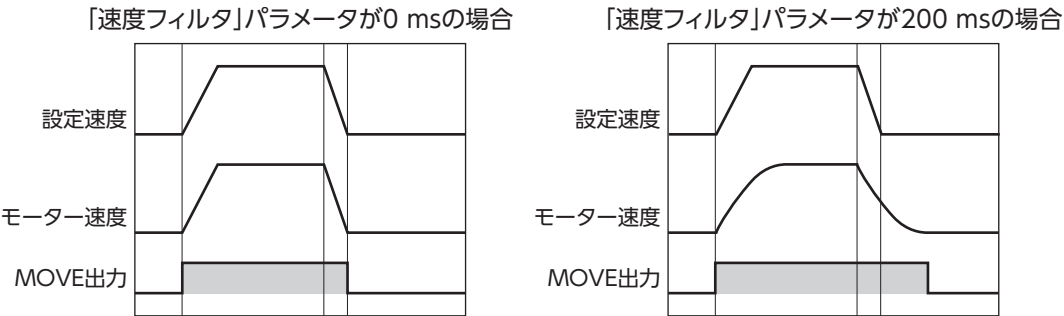 「速度フィルタ」パラメータが0 msの場合
設定速度
モーター速度
MOVE出力
「速度フィルタ」パラメータが200 msの場合
設定速度
モーター速度
MOVE出力